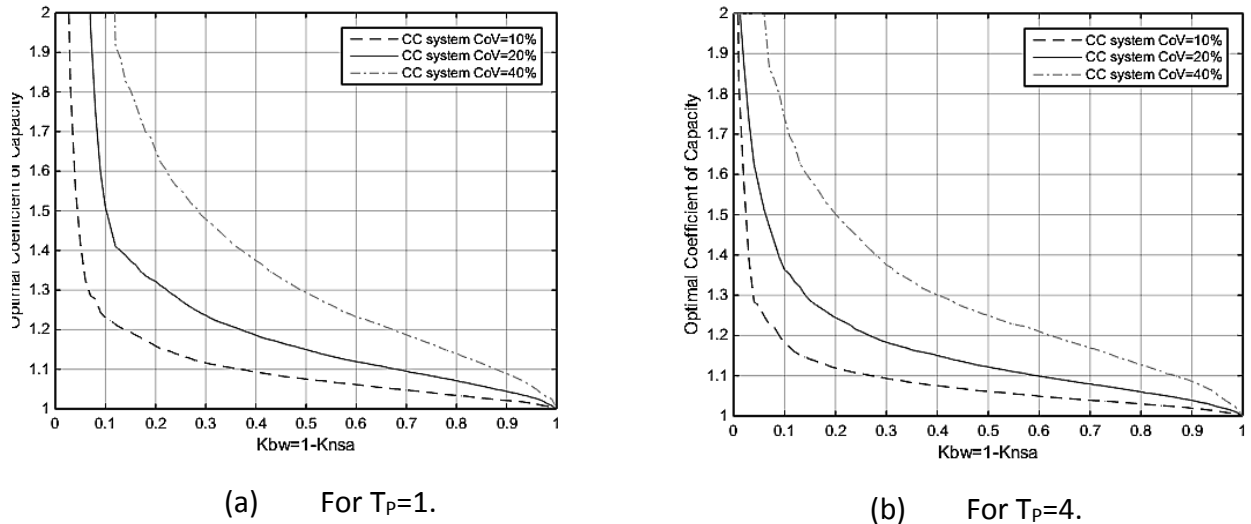 2
1.9
1.8
1.7
1.6
1.5
1.4
1.3
1.2
1.1
1
Optimal Coefficient of Capacity
CC system CoV=10%
CC system CoV=20%
CC system CoV=40%
0 0.1 0.2 0.3 0.4 0.5 0.6 0.7 0.8 0.9 1
Kbw=1-Knsa
(a) For TP=1.
2
1.9
1.8
1.7
1.6
1.5
1.4
1.3
1.2
1.1
1
Optimal Coefficient of Capacity
CC system CoV=10%
CC system CoV=20%
CC system CoV=40%
0 0.1 0.2 0.3 0.4 0.5 0.6 0.7 0.8 0.9 1
Kbw=1-Knsa
(b) For TP=4.